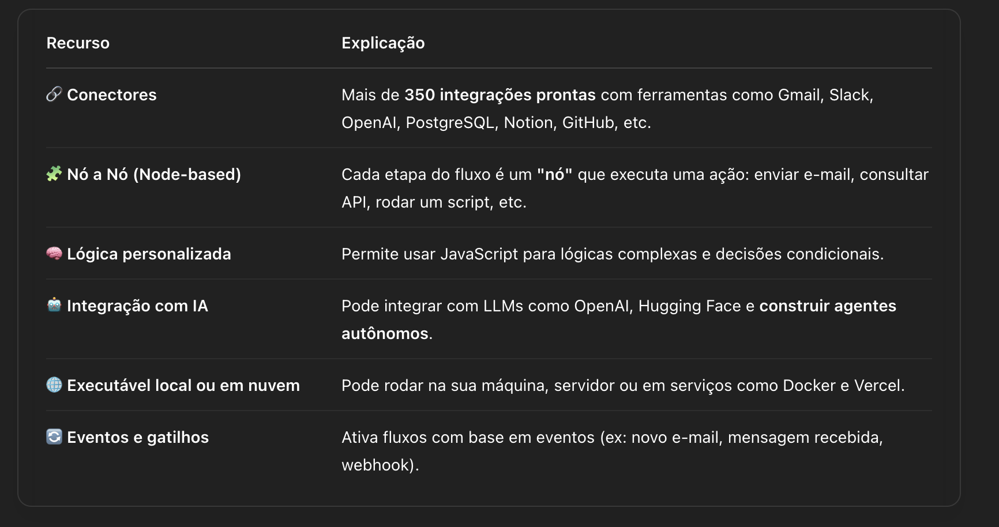 Recurso Explicação
🔗 Conectores Mais de 350 integrações prontas com ferramentas como Gmail, Slack,
OpenAI, PostgreSQL, Notion, GitHub, etc.
🧩 Nó a Nó (Node-based) Cada etapa do fluxo é um "nó" que executa uma ação: enviar e-mail, consultar
API, rodar um script, etc.
🧠 Lógica personalizada Permite usar JavaScript para lógicas complexas e decisões condicionais.
🤖 Integração com IA Pode integrar com LLMs como OpenAI, Hugging Face e construir agentes
autônomos.
🌐 Executável local ou em nuvem Pode rodar na sua máquina, servidor ou em serviços como Docker e Vercel.
🔄 Eventos e gatilhos Ativa fluxos com base em eventos (ex: novo e-mail, mensagem recebida,
webhook).